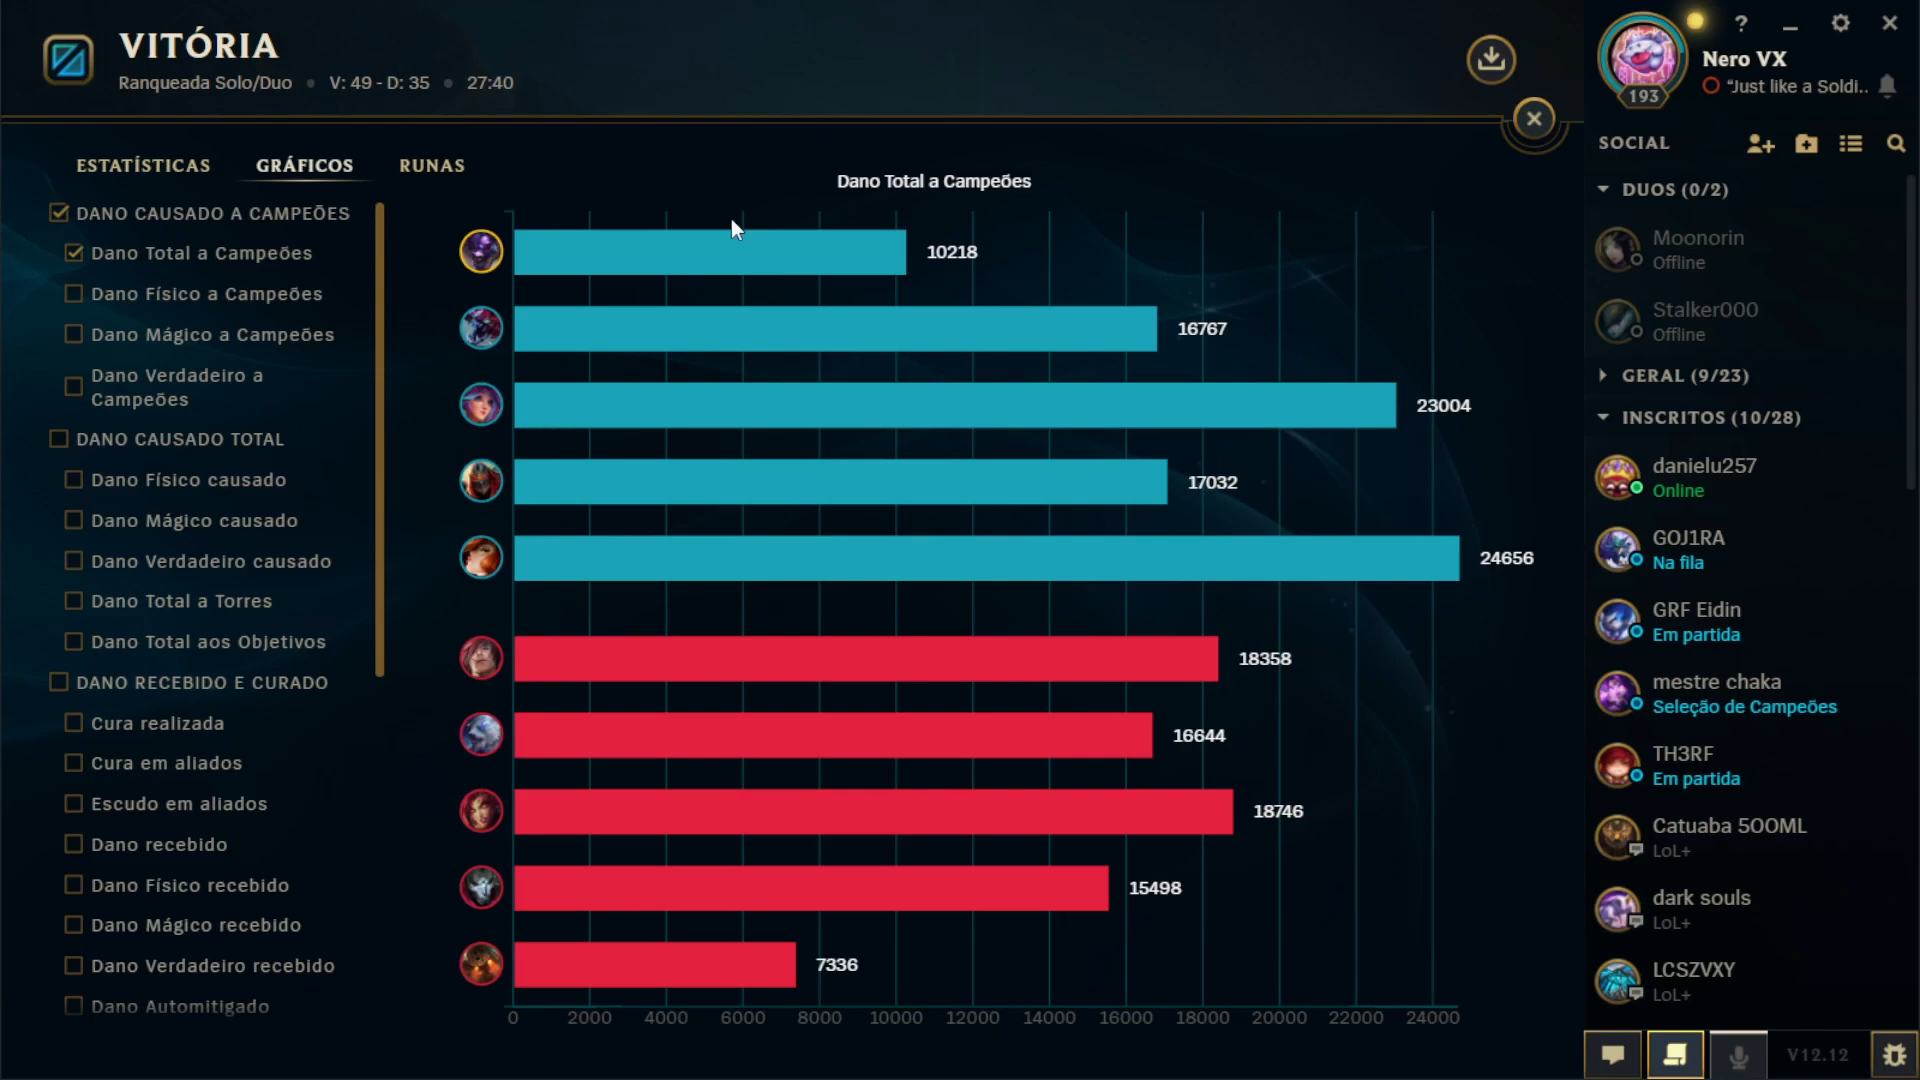 VITÓRIA
Ranqueada Solo/Duo • V: 49 - D: 35 • 27:40
ESTATÍSTICAS GRÁFICOS RUNAS
DANO CAUSADO A CAMPEÕES
Dano Total a Campeões
Dano Físico a Campeões
Dano Mágico a Campeões
Dano Verdadeiro a
Campeões
DANO CAUSADO TOTAL
Dano Físico causado
Dano Mágico causado
Dano Verdadeiro causado
Dano Total a Torres
Dano Total aos Objetivos
DANO RECEBIDO E CURADO
Cura realizada
Cura em aliados
Escudo em aliados
Dano recebido
Dano Físico recebido
Dano Mágico recebido
Dano Verdadeiro recebido
Dano Automitigado
Dano Total a Campeões
10218
16767
23004
17032
24656
18358
16644
18746
15498
7336
0 2000 4000 6000 8000 10000 12000 14000 16000 18000 20000 22000 24000
?
193
Nero VX
“Just like a Soldi..
SOCIAL
DUOS (0/2)
Moonorin
Offline
Stalker000
Offline
GERAL (9/23)
INSCRITOS (10/28)
danielu257
Online
GOJ1RA
Na fila
GRF Eidin
Em partida
mestre chaka
Seleção de Campeões
TH3RF
Em partida
Catuaba 500ML
LoL+
dark souls
LoL+
LCSZVXY
LoL+
V12.12